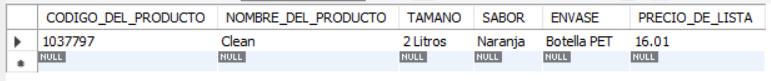 CODIGO_DEL_PRODUCTO NOMBRE_DEL_PRODUCTO TAMANO SABOR ENVASE PRECIO_DE_LISTA
1037797 Clean 2 Litros Naranja Botella PET 16.01
NULL NULL NULL NULL NULL NULL